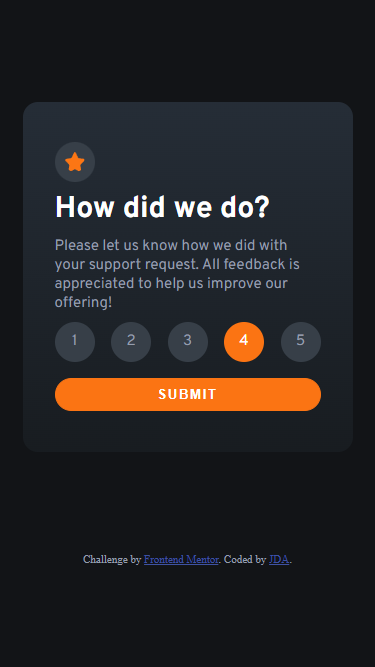 How did we do?
Please let us know how we did with
your support request. All feedback is
appreciated to help us improve our
offering!
1 2 3 4 5
SUBMIT
Challenge by Frontend Mentor. Coded by JDA.